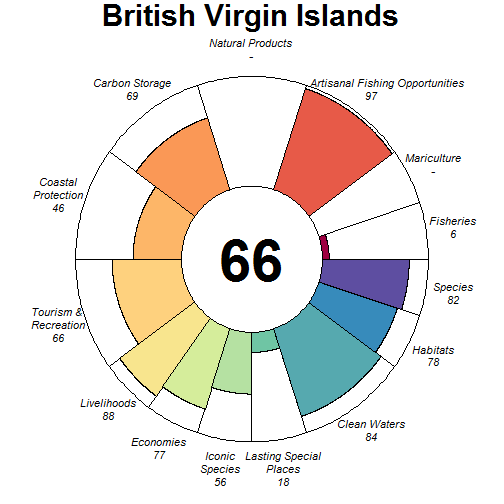 British Virgin Islands
Natural Products
-
Artisanal Fishing Opportunities
97
Carbon Storage
69
Mariculture
-
Coastal
Protection
46
Fisheries
6
66
Species
82
Tourism &
Recreation
66
Habitats
78
Livelihoods
88
Clean Waters
84
Economies
77
Iconic
Species
56
Lasting Special
Places
18